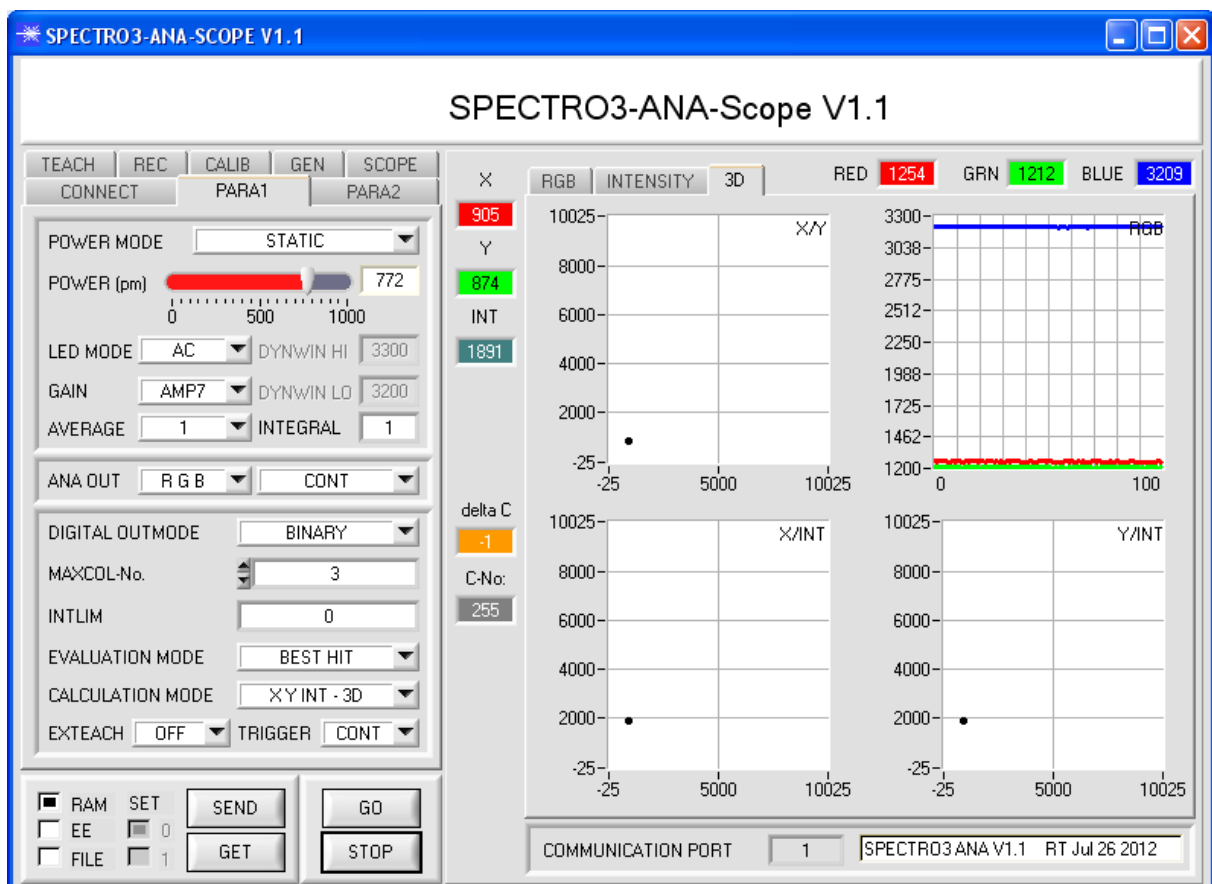 SPECTRO3-ANA-SCOPE V1.1
SPECTRO3-ANA-Scope V1.1
TEACH REC CALIB GEN SCOPE
CONNECT PARA1 PARA2
POWER MODE STATIC
POWER (pm) 772
0 500 1000
LED MODE AC DYNWIN HI 3300
GAIN AMP7 DYNWIN LO 3200
AVERAGE 1 INTEGRAL 1
ANA OUT R G B CONT
DIGITAL OUTMODE BINARY
MAXCOL-No. 3
INTLIM 0
EVALUATION MODE BEST HIT
CALCULATION MODE X Y INT - 3D
EXTEACH OFF TRIGGER CONT
RAM SET SEND GO
EE 0
FILE 1 GET STOP
X
905
Y
874
INT
1891
delta C
-1
C-No:
255
RGB INTENSITY 3D RED 1254 GRN 1212 BLUE 3209
X/Y
10025
8000
6000
4000
2000
-25
-25 5000 10025
RGB
3300
3038
2775
2512
2250
1988
1725
1462
1200
0 100
X/INT
10025
8000
6000
4000
2000
-25
-25 5000 10025
Y/INT
10025
8000
6000
4000
2000
-25
-25 5000 10025
COMMUNICATION PORT 1 SPECTRO3 ANA V1.1 RT Jul 26 2012